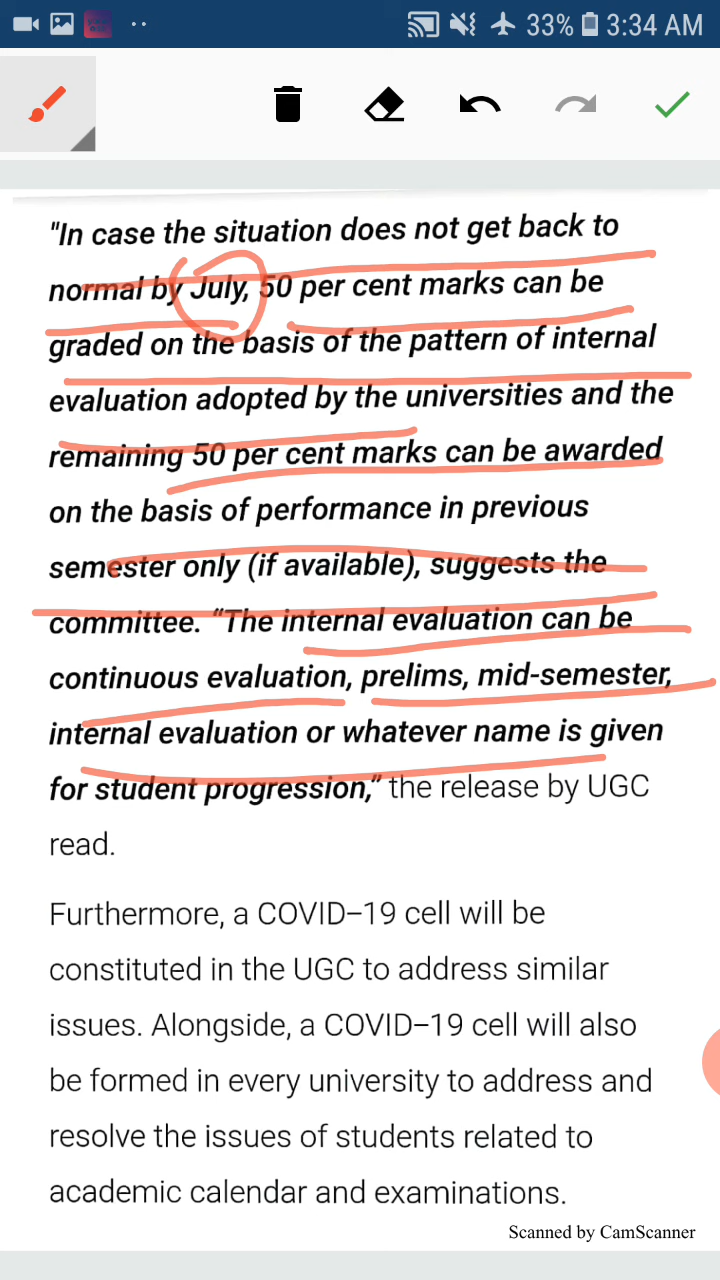 33% 3:34 AM
"In case the situation does not get back to
normal by July, 50 per cent marks can be
graded on the basis of the pattern of internal
evaluation adopted by the universities and the
remaining 50 per cent marks can be awarded
on the basis of performance in previous
semester only (if available), suggests the
committee. “The internal evaluation can be
continuous evaluation, prelims, mid-semester,
internal evaluation or whatever name is given
for student progression,” the release by UGC
read.
Furthermore, a COVID–19 cell will be
constituted in the UGC to address similar
issues. Alongside, a COVID–19 cell will also
be formed in every university to address and
resolve the issues of students related to
academic calendar and examinations.
Scanned by CamScanner